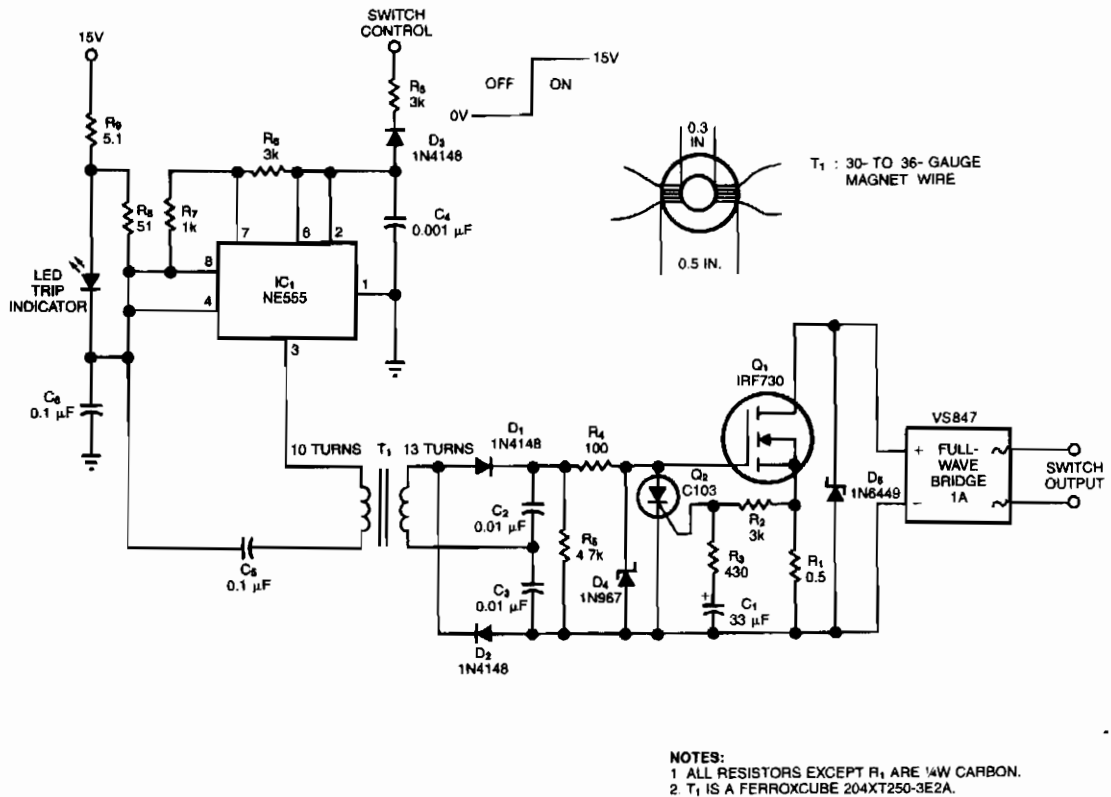 15V
SWITCH
CONTROL
R9
5.1
R6
3k
R5
3k
D3
1N4148
OFF
ON
15V
0V
0.3
IN
0.5 IN.
T1 : 30- TO 36- GAUGE
MAGNET WIRE
R8
51
R7
1k
C4
0.001 μF
7
6
2
8
4
1
3
IC1
NE555
LED
TRIP
INDICATOR
C6
0.1 μF
10 TURNS
T1
13 TURNS
C5
0.1 μF
D1
1N4148
R4
100
C2
0.01 μF
C3
0.01 μF
D2
1N4148
R5
4 7k
D4
1N967
Q2
C103
Q1
IRF730
R2
3k
R3
430
+
C1
33 μF
R1
0.5
D5
1N6449
VS847
+
FULL-
WAVE
BRIDGE
1A
−
~
~
SWITCH
OUTPUT
NOTES:
1 ALL RESISTORS EXCEPT R1 ARE ¼W CARBON.
2. T1 IS A FERROXCUBE 204XT250-3E2A.